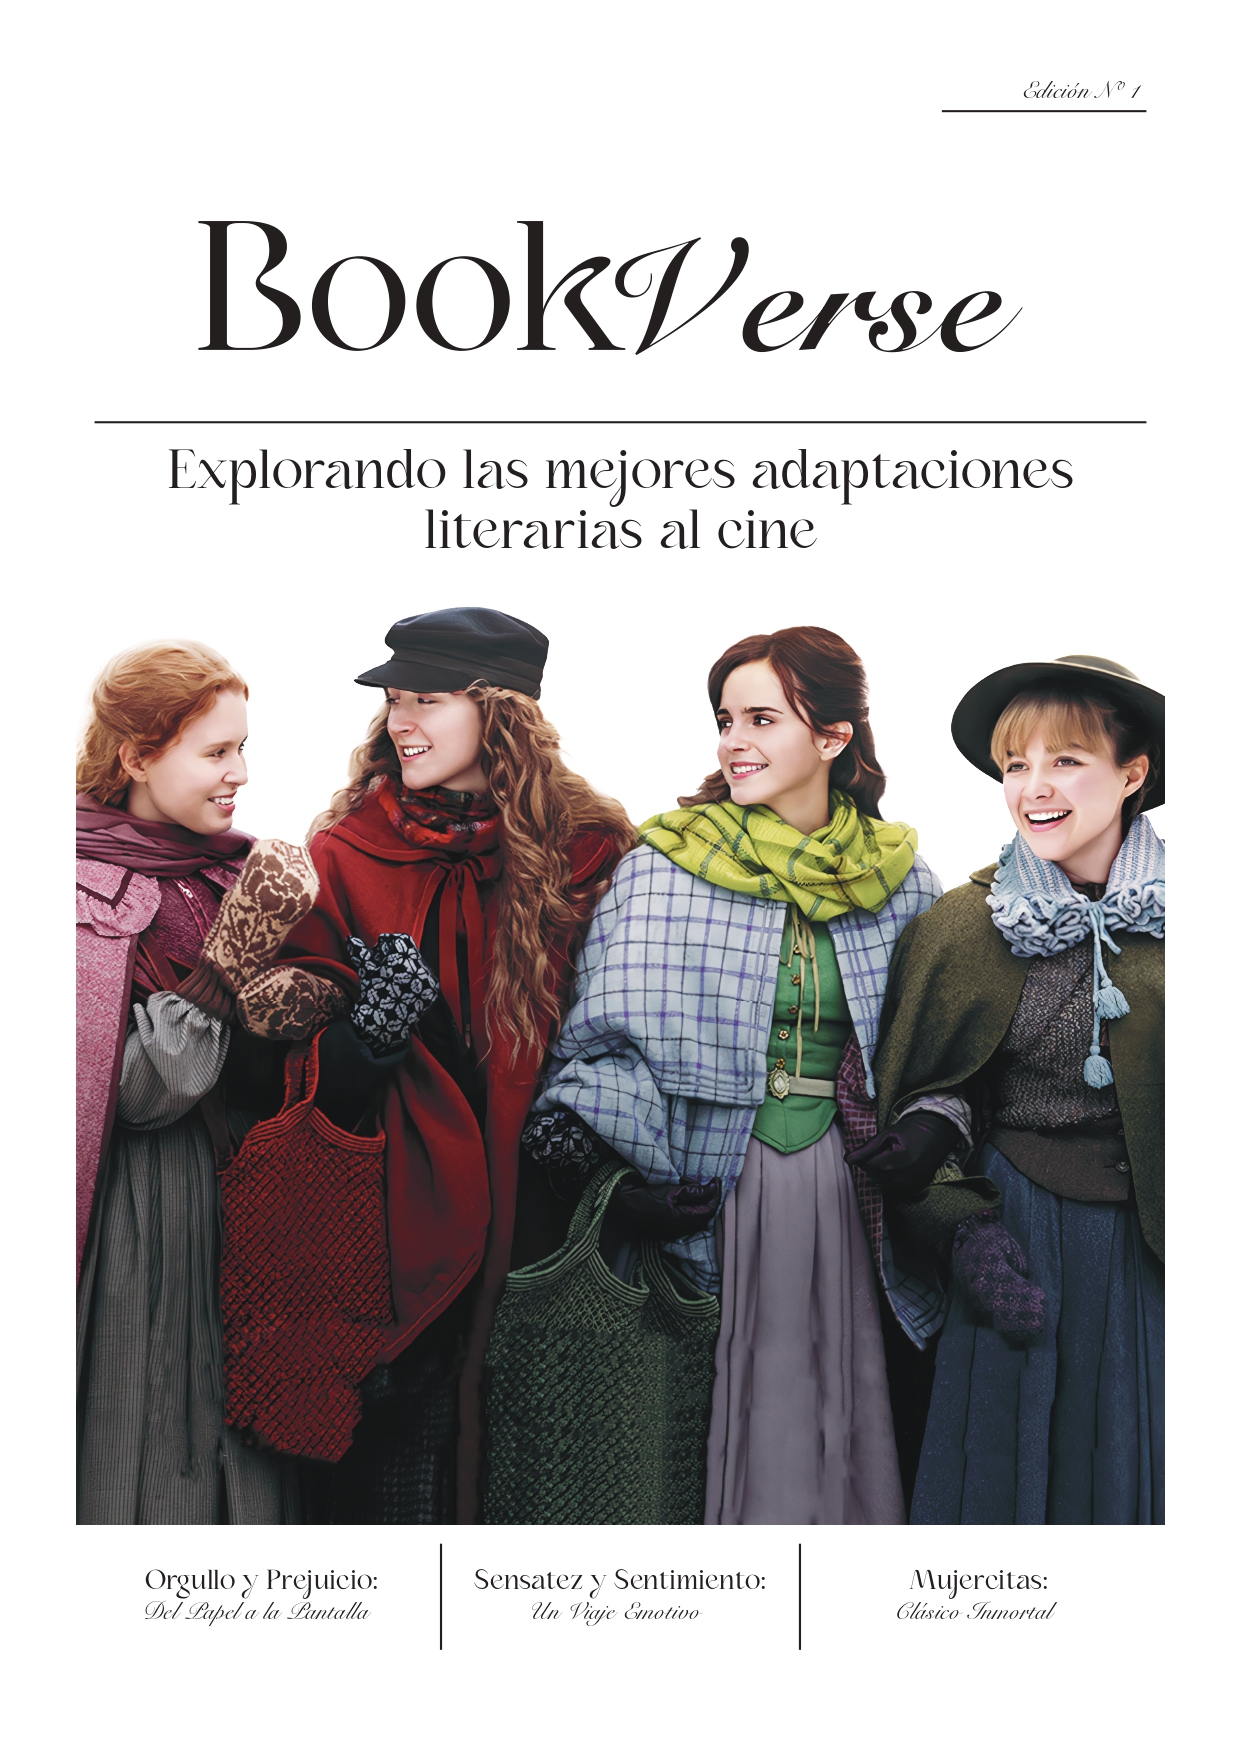 Edición Nº 1
BookVerse
Explorando las mejores adaptaciones
literarias al cine
Orgullo y Prejuicio:
Del Papel a la Pantalla
Sensatez y Sentimiento:
Un Viaje Emotivo
Mujercitas:
Clásico Inmortal